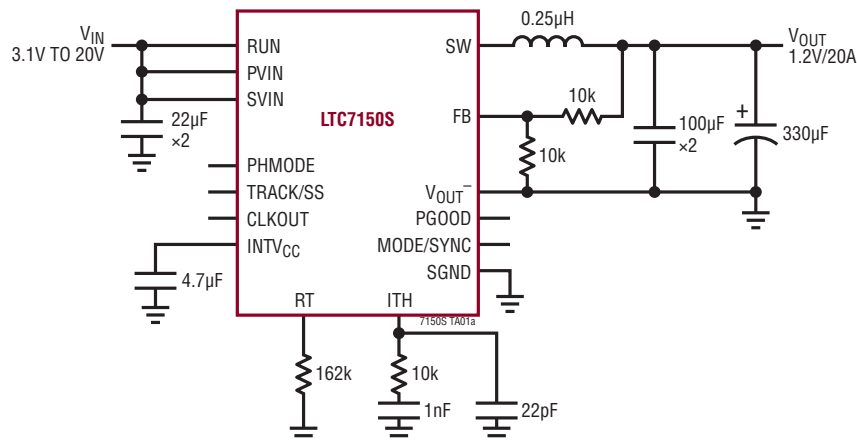 VIN
3.1V TO 20V
22µF
×2
RUN
PVIN
SVIN
PHMODE
TRACK/SS
CLKOUT
INTVCC
4.7µF
LTC7150S
RT
ITH
SW
FB
VOUT–
PGOOD
MODE/SYNC
SGND
7150S TA01a
0.25µH
10k
10k
100µF
×2
+
330µF
VOUT
1.2V/20A
162k
10k
1nF
22pF